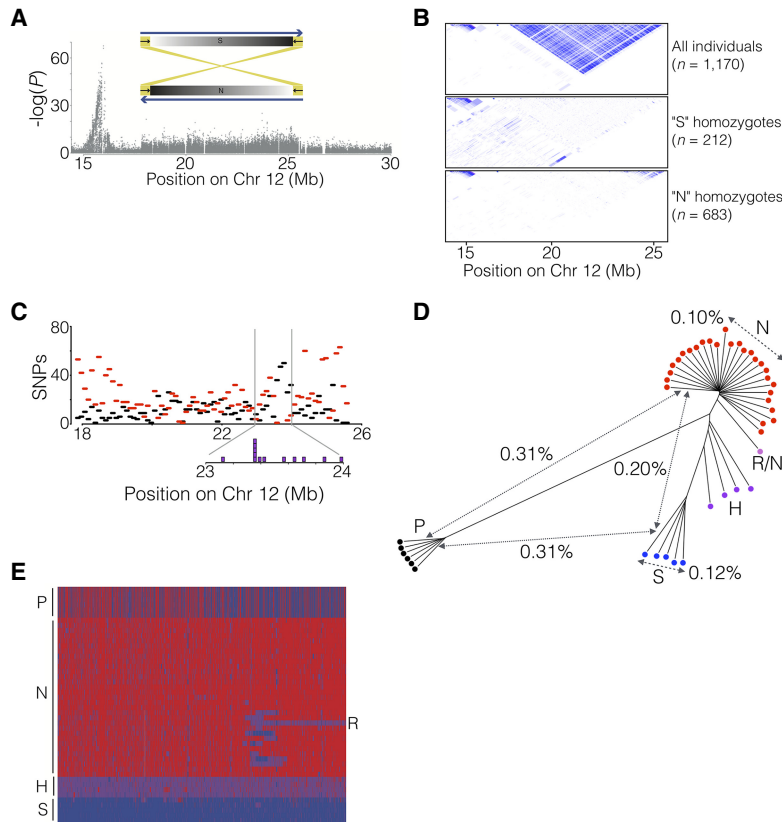 A
-log(P)
60
30
0
S
N
15
20
25
30
Position on Chr 12 (Mb)
B
All individuals
(n = 1,170)
"S" homozygotes
(n = 212)
"N" homozygotes
(n = 683)
15
20
25
Position on Chr 12 (Mb)
C
SNPs
80
40
0
18
22
26
23
24
Position on Chr 12 (Mb)
D
0.10%
N
0.31%
0.20%
R/N
H
P
0.31%
S
0.12%
E
P
N
R
H
S